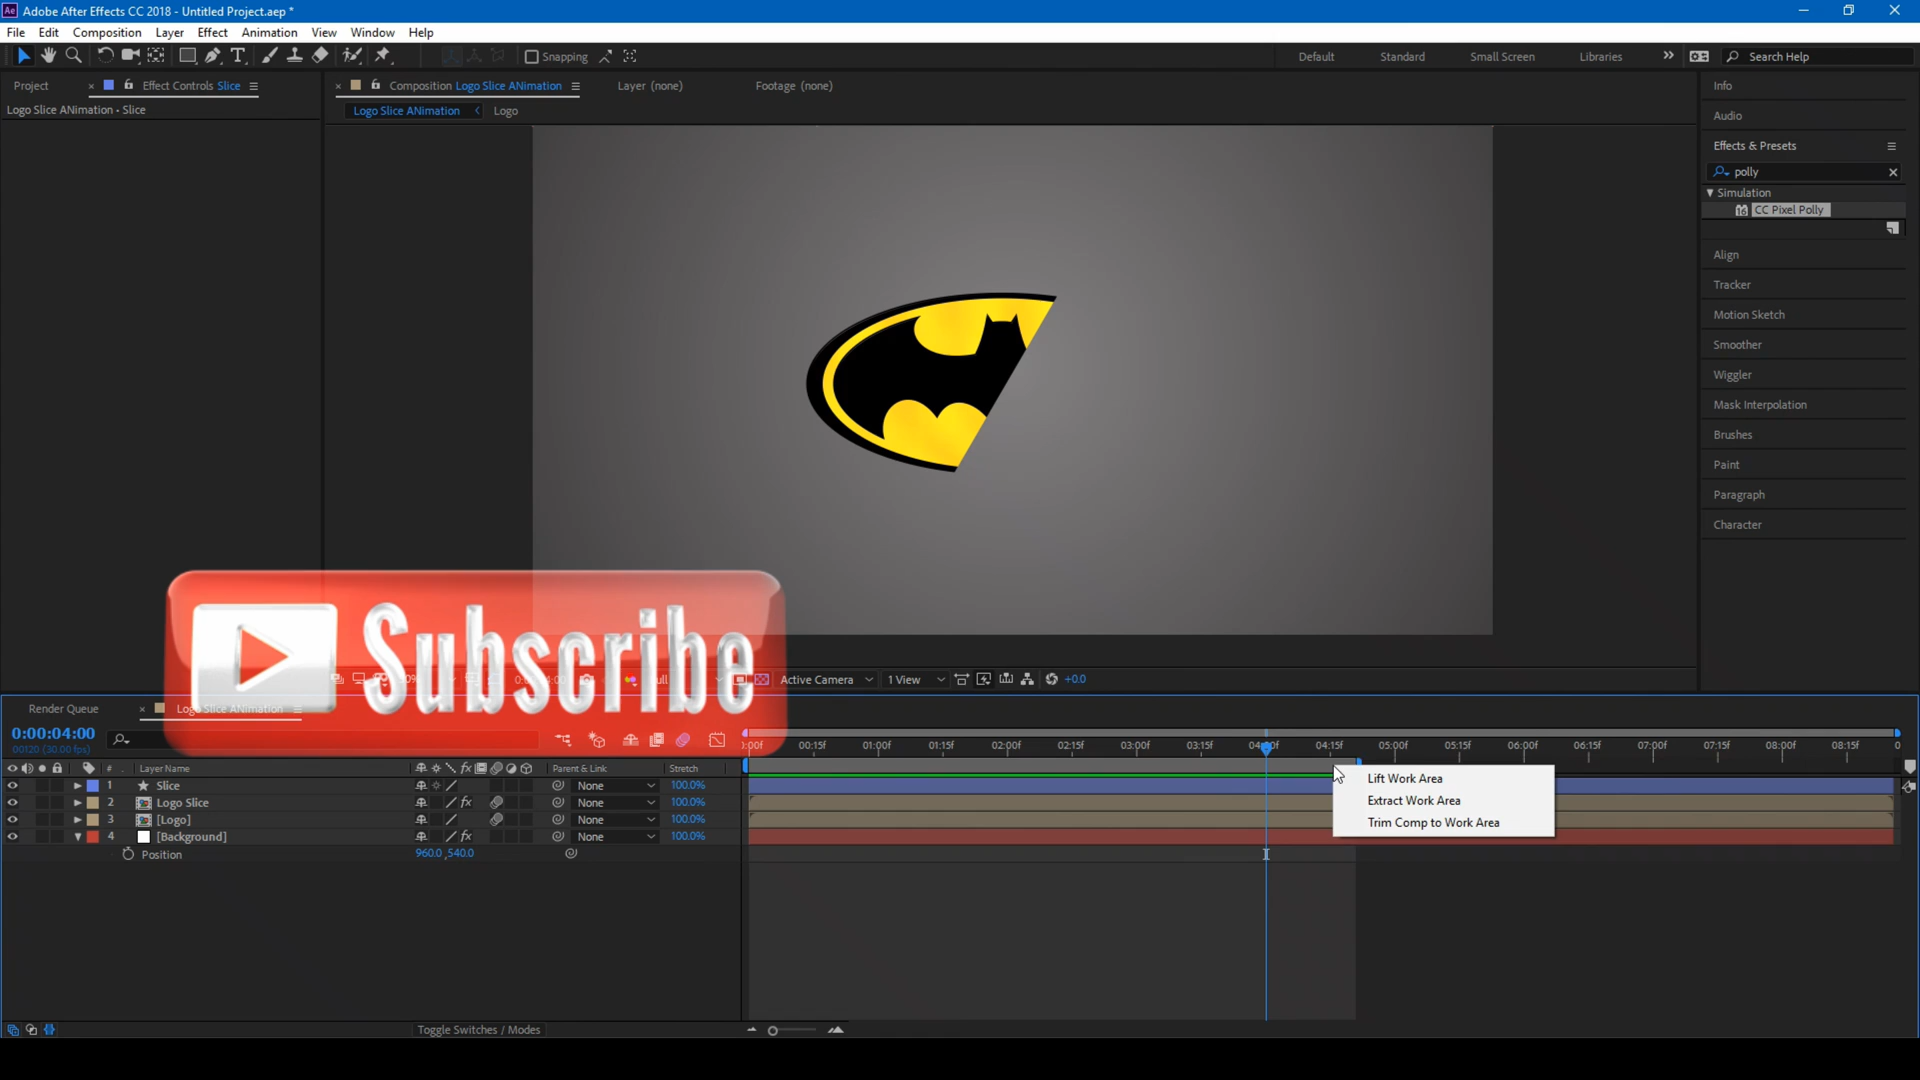 Ae Adobe After Effects CC 2018 - Untitled Project.aep *
File Edit Composition Layer Effect Animation View Window Help
Snapping Default Standard Small Screen Libraries Search Help
Project Effect Controls Slice Composition Logo Slice ANimation Layer (none) Footage (none) Info
Logo Slice ANimation • Slice Logo Slice ANimation Logo Audio
Effects & Presets
polly
Simulation
16 CC Pixel Polly
Align
Tracker
Motion Sketch
Smoother
Wiggler
Mask Interpolation
Brushes
Paint
Paragraph
Character
Subscribe
Active Camera 1 View +0.0
Render Queue Logo Slice ANimation
0:00:04:00
00120 (30.00 fps)
:00f 00:15f 01:00f 01:15f 02:00f 02:15f 03:00f 03:15f 04:00f 04:15f 05:00f 05:15f 06:00f 06:15f 07:00f 07:15f 08:00f 08:15f 0
# Layer Name fx Parent & Link Stretch
1 Slice None 100.0%
2 Logo Slice fx None 100.0%
3 [Logo] None 100.0%
4 [Background] fx None 100.0%
Position 960.0,540.0
Lift Work Area
Extract Work Area
Trim Comp to Work Area
Toggle Switches / Modes